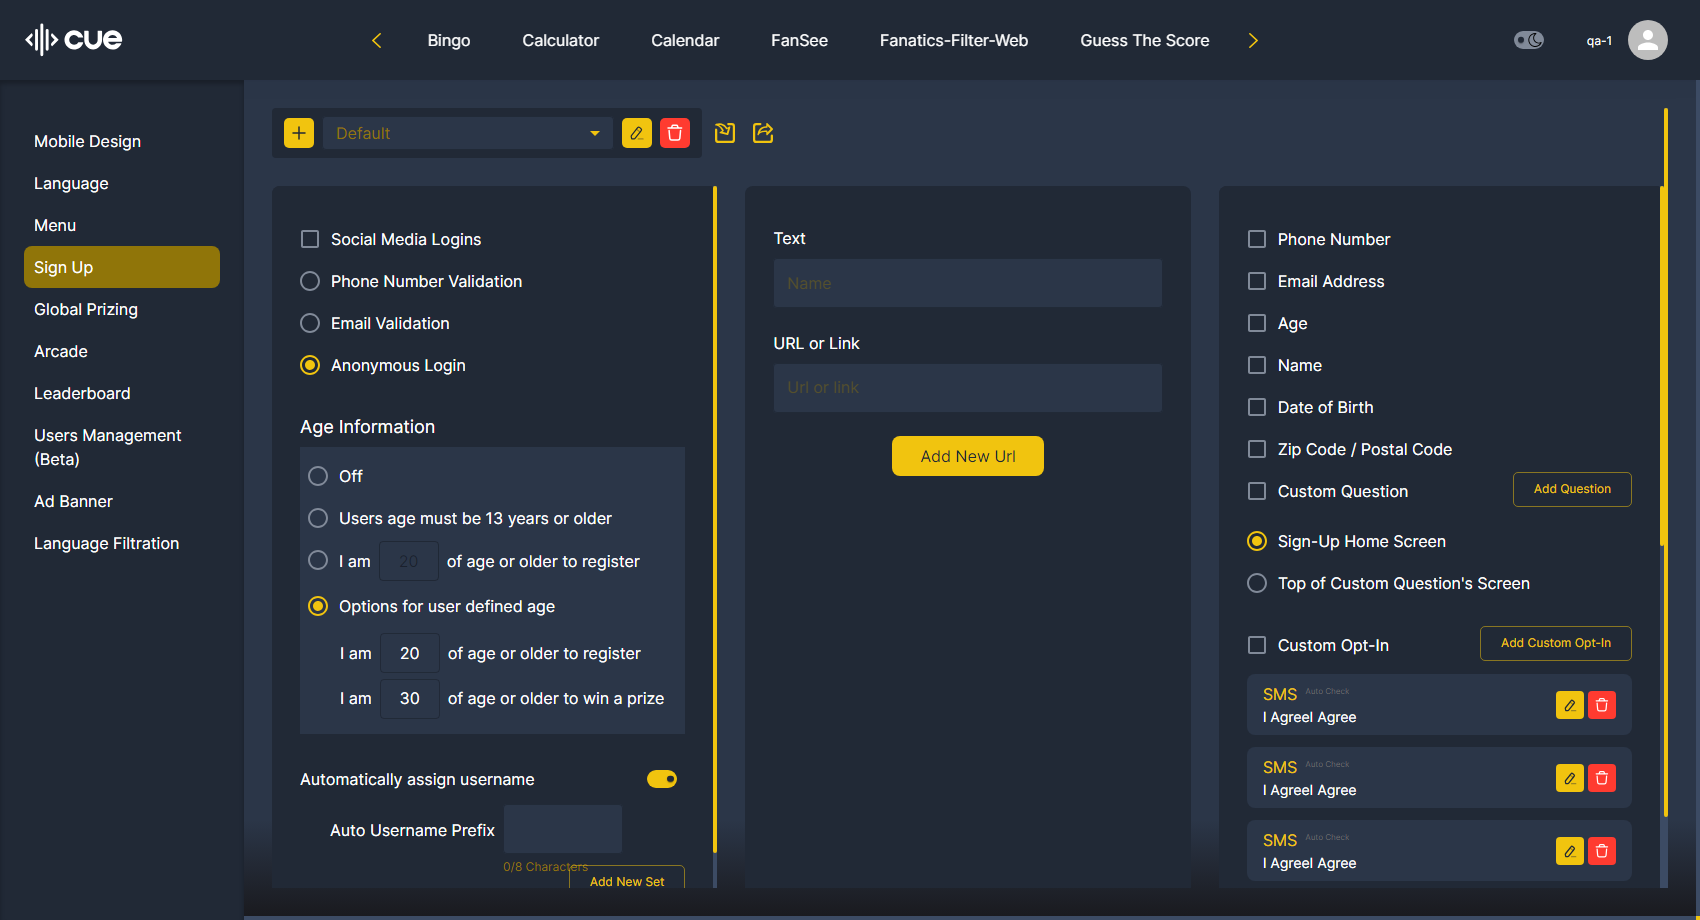 cue
Bingo
Calculator
Calendar
FanSee
Fanatics-Filter-Web
Guess The Score
qa-1
Mobile Design
Language
Menu
Sign Up
Global Prizing
Arcade
Leaderboard
Users Management
(Beta)
Ad Banner
Language Filtration
Default
Social Media Logins
Phone Number Validation
Email Validation
Anonymous Login
Age Information
Off
Users age must be 13 years or older
I am 20 of age or older to register
Options for user defined age
I am 20 of age or older to register
I am 30 of age or older to win a prize
Automatically assign username
Auto Username Prefix
0/8 Characters
Add New Set
Text
Name
URL or Link
Url or link
Add New Url
Phone Number
Email Address
Age
Name
Date of Birth
Zip Code / Postal Code
Custom Question
Add Question
Sign-Up Home Screen
Top of Custom Question's Screen
Custom Opt-In
Add Custom Opt-In
SMS Auto Check
I AgreeI Agree
SMS Auto Check
I AgreeI Agree
SMS Auto Check
I AgreeI Agree